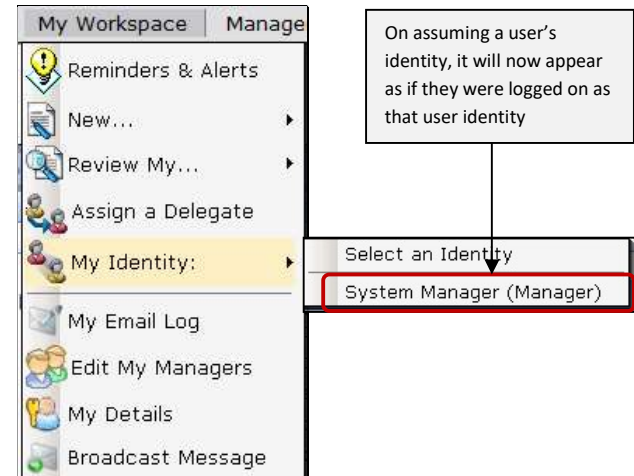 My Workspace
Manage
Reminders & Alerts
New...
Review My...
Assign a Delegate
My Identity:
My Email Log
Edit My Managers
My Details
Broadcast Message
Select an Identity
System Manager (Manager)
On assuming a user’s
identity, it will now appear
as if they were logged on as
that user identity